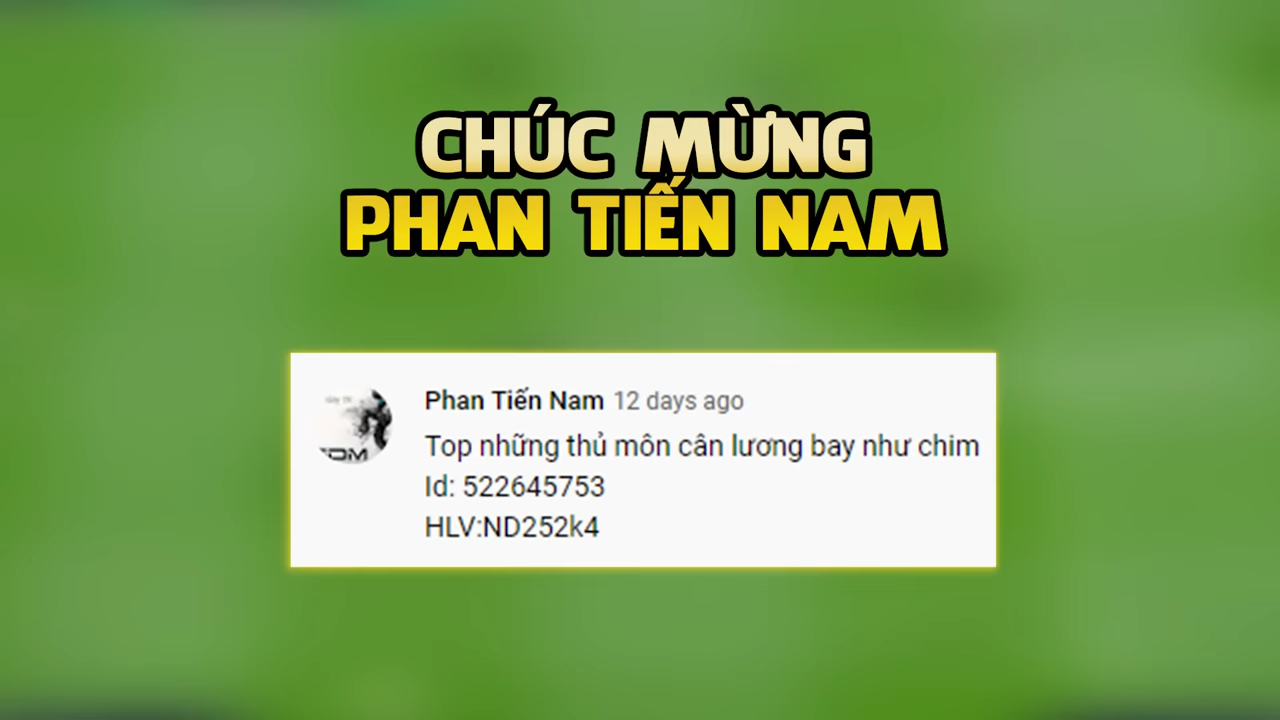 CHÚC MỪNG
PHAN TIẾN NAM
Phan Tiến Nam 12 days ago
Top những thủ môn cân lương bay như chim
Id: 522645753
HLV:ND252k4